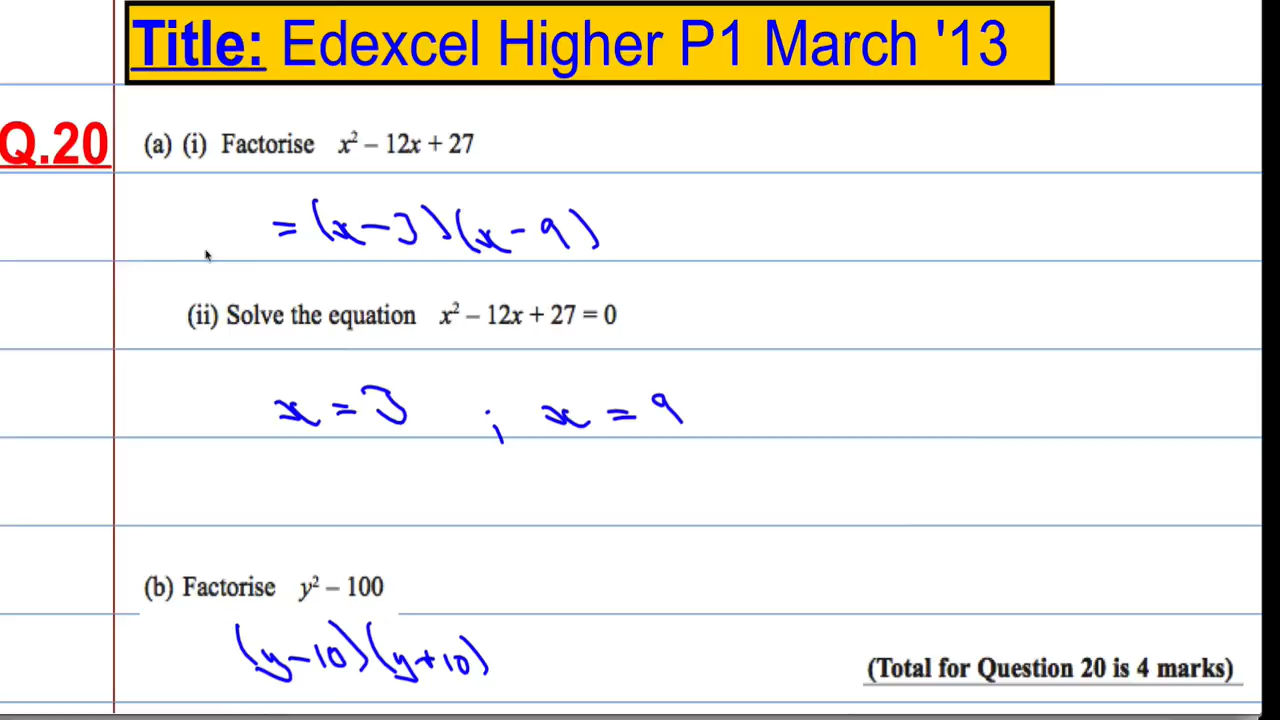 Title: Edexcel Higher P1 March '13
Q.20
(a) (i) Factorise x² – 12x + 27
= (x – 3)(x – 9)
(ii) Solve the equation x² – 12x + 27 = 0
x = 3 ; x = 9
(b) Factorise y² – 100
(y – 10)(y + 10)
(Total for Question 20 is 4 marks)